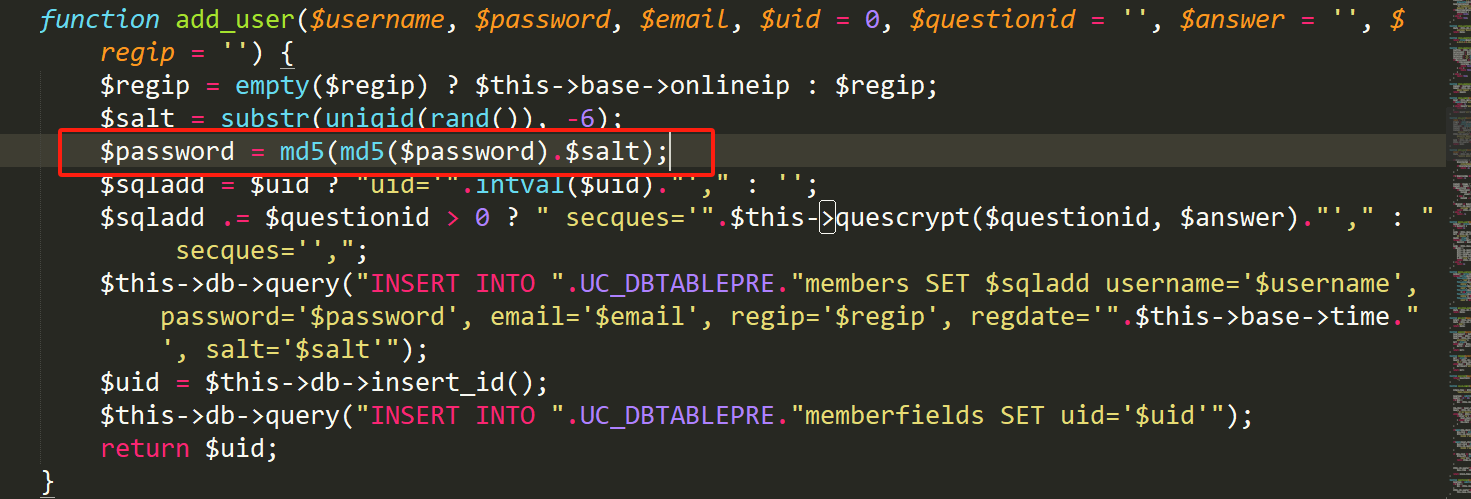 function add_user($username, $password, $email, $uid = 0, $questionid = '', $answer = '', $
regip = '') {
$regip = empty($regip) ? $this->base->onlineip : $regip;
$salt = substr(uniqid(rand()), -6);
$password = md5(md5($password).$salt);
$sqladd = $uid ? "uid='".intval($uid)."'," : '';
$sqladd .= $questionid > 0 ? " secques='".$this->quescrypt($questionid, $answer)."'," : "
secques='',";
$this->db->query("INSERT INTO ".UC_DBTABLEPRE."members SET $sqladd username='$username',
password='$password', email='$email', regip='$regip', regdate='".$this->base->time."
', salt='$salt'");
$uid = $this->db->insert_id();
$this->db->query("INSERT INTO ".UC_DBTABLEPRE."memberfields SET uid='$uid'");
return $uid;
}